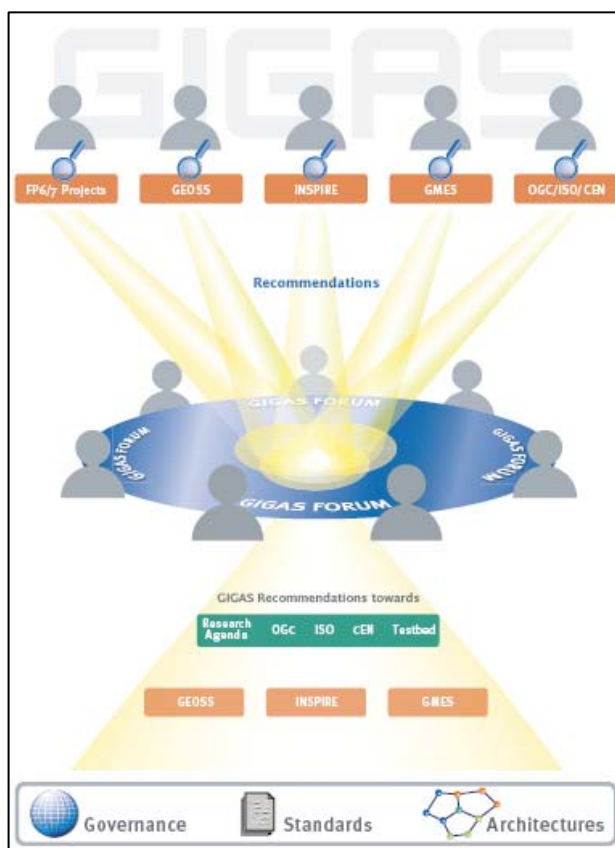 GIGAS
FP6/7 Projects
GEOSS
INSPIRE
GMES
OGC/ISO/CEN
Recommendations
GIGAS FORUM
GIGAS FORUM
GIGAS FORUM
GIGAS FORUM
GIGAS Recommendations towards
Research
Agenda
OGC
ISO
CEN
Testbed
GEOSS
INSPIRE
GMES
Governance
Standards
Architectures